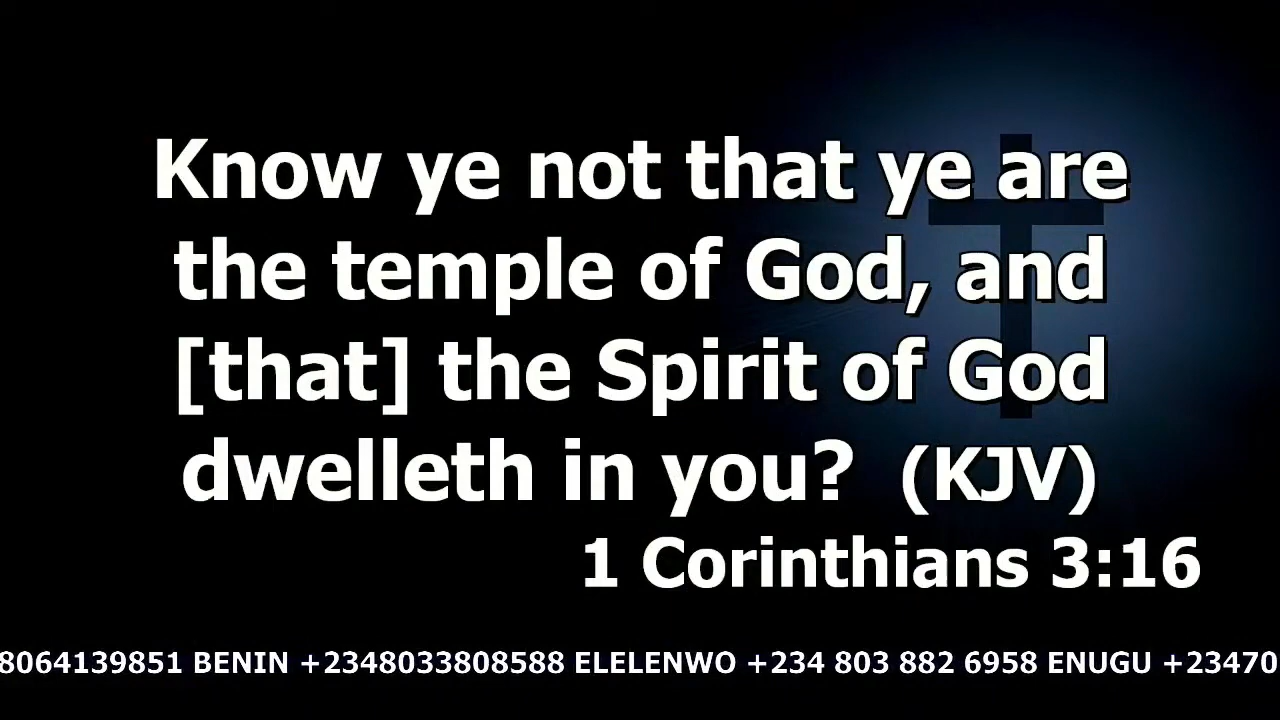 Know ye not that ye are
the temple of God, and
[that] the Spirit of God
dwelleth in you? (KJV)
1 Corinthians 3:16
8064139851 BENIN +2348033808588 ELELENWO +234 803 882 6958 ENUGU +23470